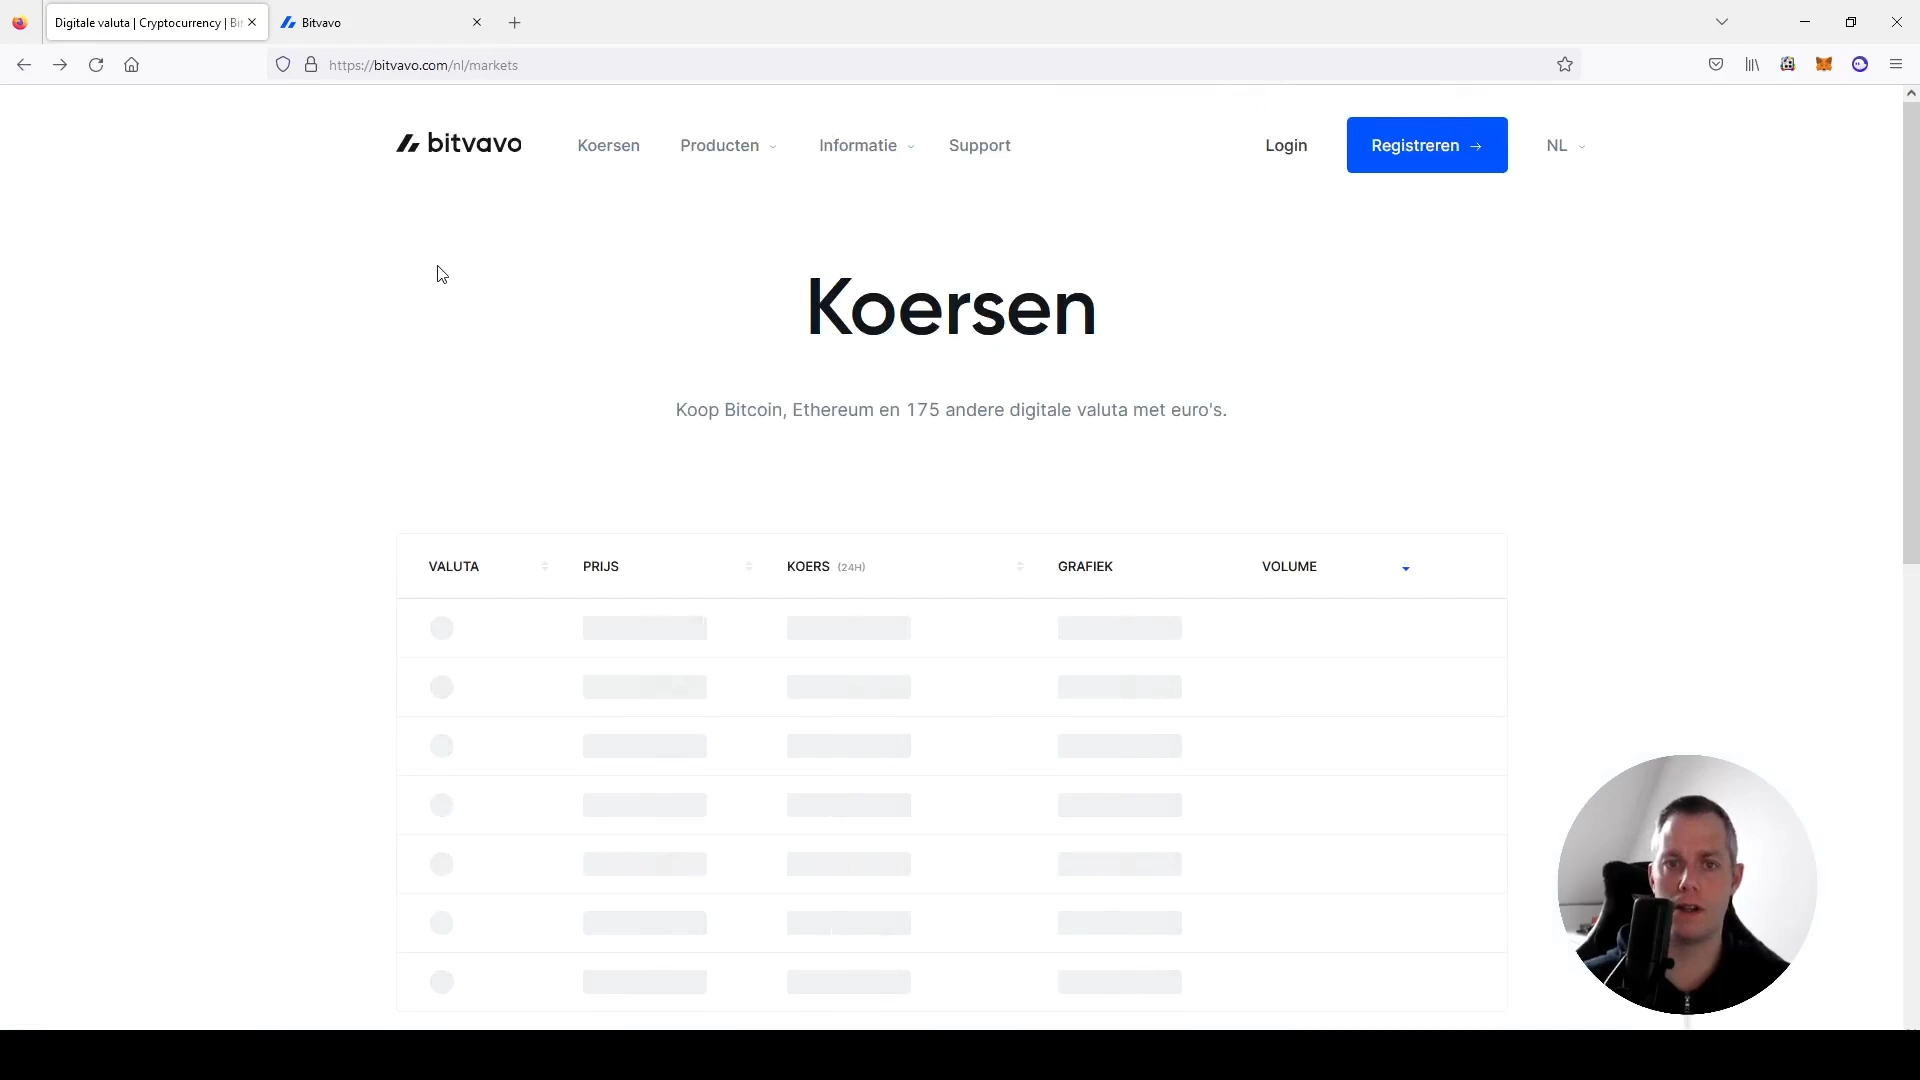 Digitale valuta | Cryptocurrency | Bit
Bitvavo
https://bitvavo.com/nl/markets
bitvavo
Koersen
Producten
Informatie
Support
Login
Registreren →
NL
Koersen
Koop Bitcoin, Ethereum en 175 andere digitale valuta met euro's.
VALUTA PRIJS KOERS (24H) GRAFIEK VOLUME